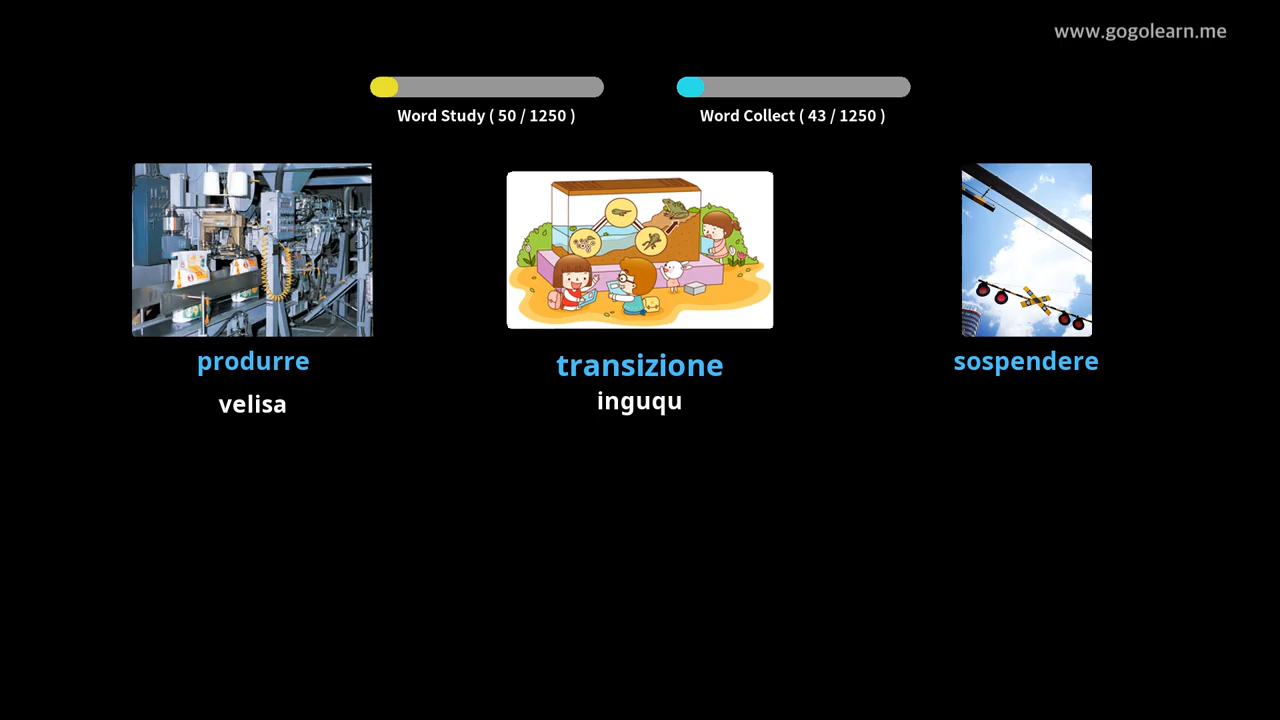 www.gogolearn.me
Word Study ( 50 / 1250 )
Word Collect ( 43 / 1250 )
produrre
velisa
transizione
inguqu
sospendere